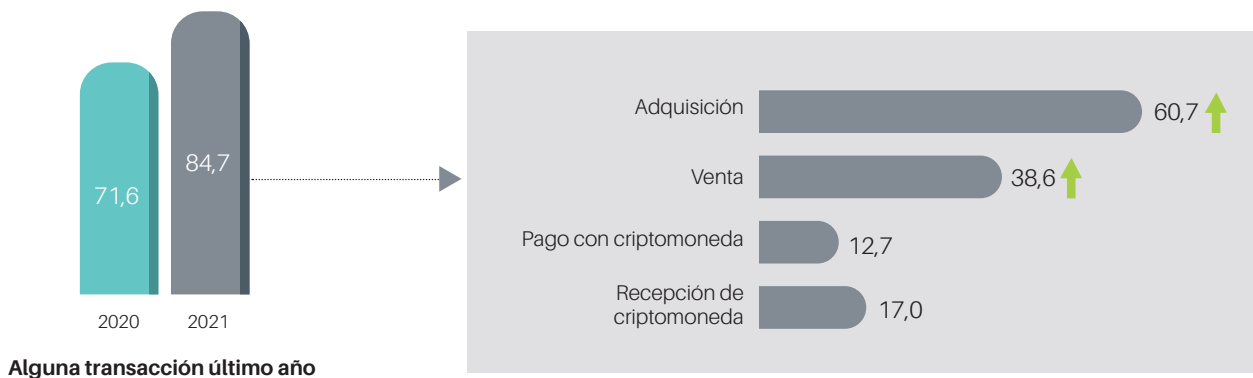 71,6
84,7
2020
2021
Alguna transacción último año
Adquisición
60,7
Venta
38,6
Pago con criptomoneda
12,7
Recepción de
criptomoneda
17,0